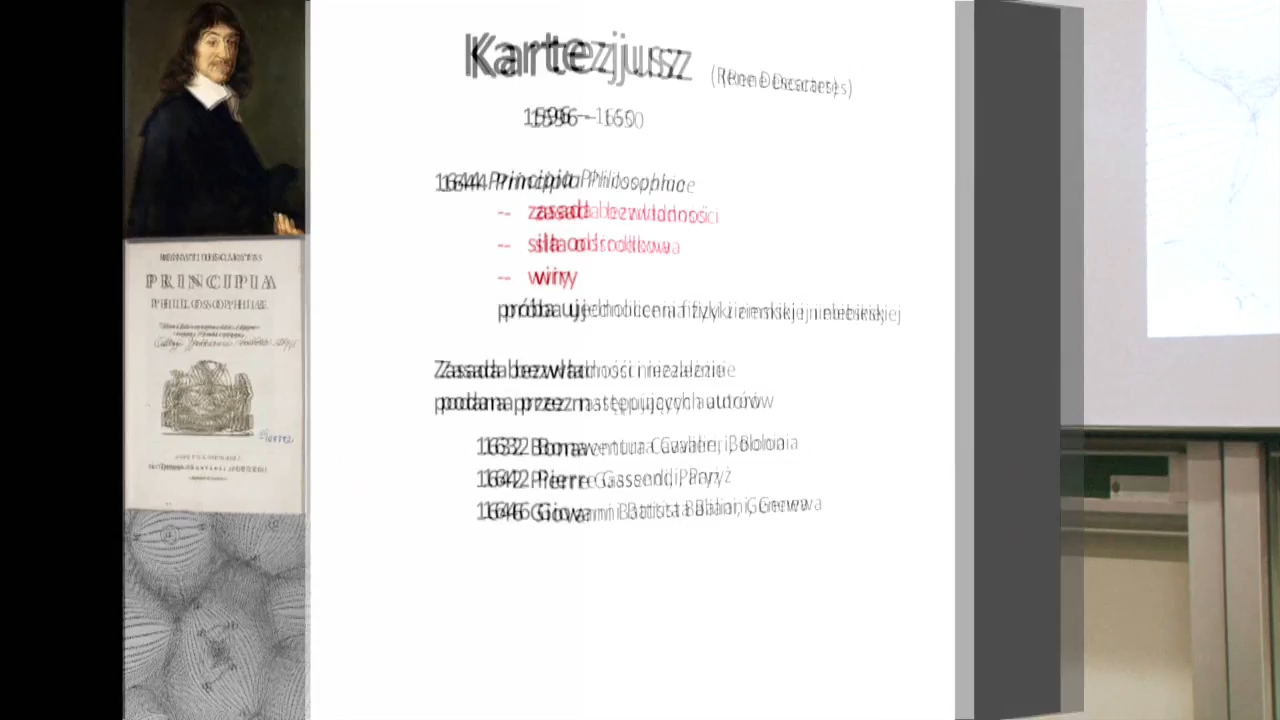 Kartezjusz (Rene Descartes)
1596 – 1650
1644 Principia Philosophiae
– zasada bezwładności
– siła odśrodkowa
– wiry
próba ujednolicenia fizyki ziemskiej i niebieskiej
Zasada bezwładności niezależnie
podana przez następujących autorów
1632 Bonaventura Cavalieri, Bolonia
1642 Pierre Gassendi, Paryż
1646 Giovanni Battista Baliani, Genewa
PRINCIPIA
PHILOSOPHIAE